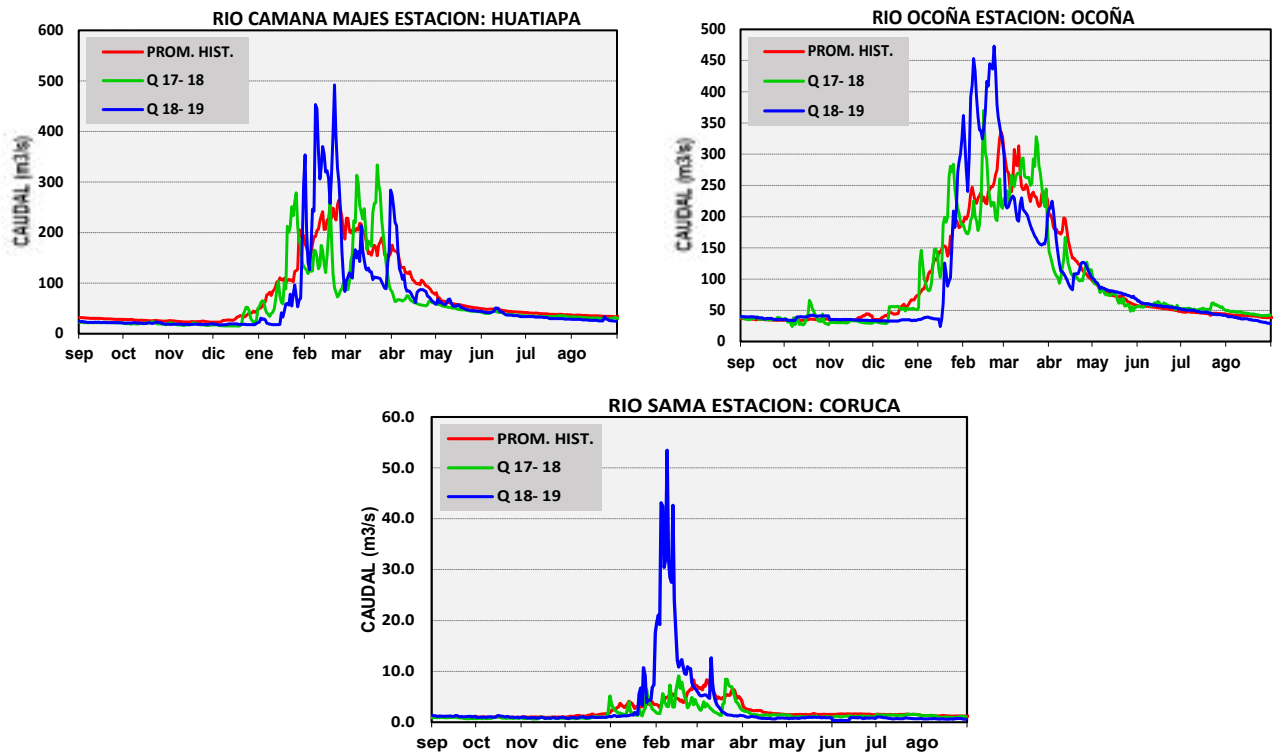 RIO CAMANA MAJES ESTACION: HUATIAPA
600
500
400
300
200
100
0
CAUDAL (m3/s)
PROM. HIST.
Q 17- 18
Q 18- 19
sep oct nov dic ene feb mar abr may jun jul ago
RIO OCOÑA ESTACION: OCOÑA
500
450
400
350
300
250
200
150
100
50
0
CAUDAL (m3/s)
PROM. HIST.
Q 17- 18
Q 18- 19
sep oct nov dic ene feb mar abr may jun jul ago
RIO SAMA ESTACION: CORUCA
60.0
50.0
40.0
30.0
20.0
10.0
0.0
CAUDAL (m3/s)
PROM. HIST.
Q 17- 18
Q 18- 19
sep oct nov dic ene feb mar abr may jun jul ago